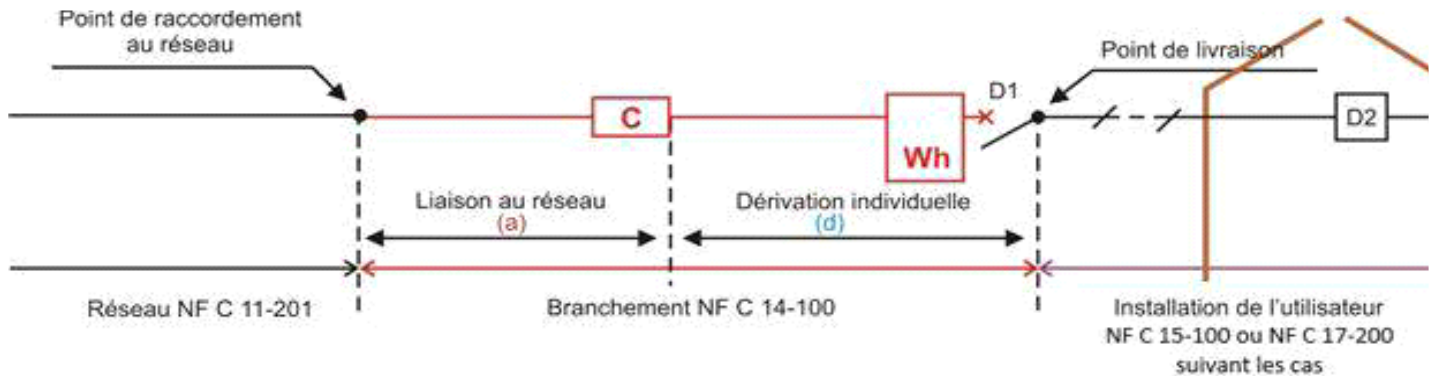 Point de raccordement
au réseau
Point de livraison
D1
C
Wh
D2
Liaison au réseau
(a)
Dérivation individuelle
(d)
Réseau NF C 11-201
Branchement NF C 14-100
Installation de l'utilisateur
NF C 15-100 ou NF C 17-200
suivant les cas